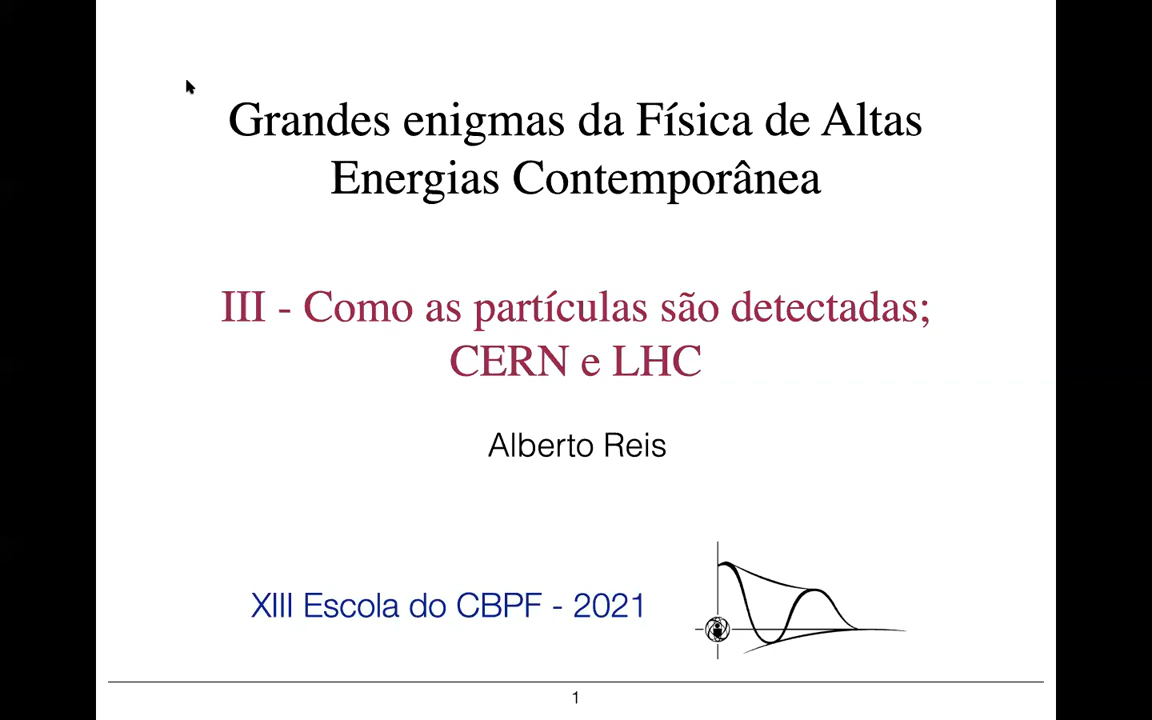 Grandes enigmas da Física de Altas
Energias Contemporânea
III - Como as partículas são detectadas;
CERN e LHC
Alberto Reis
XIII Escola do CBPF - 2021
1